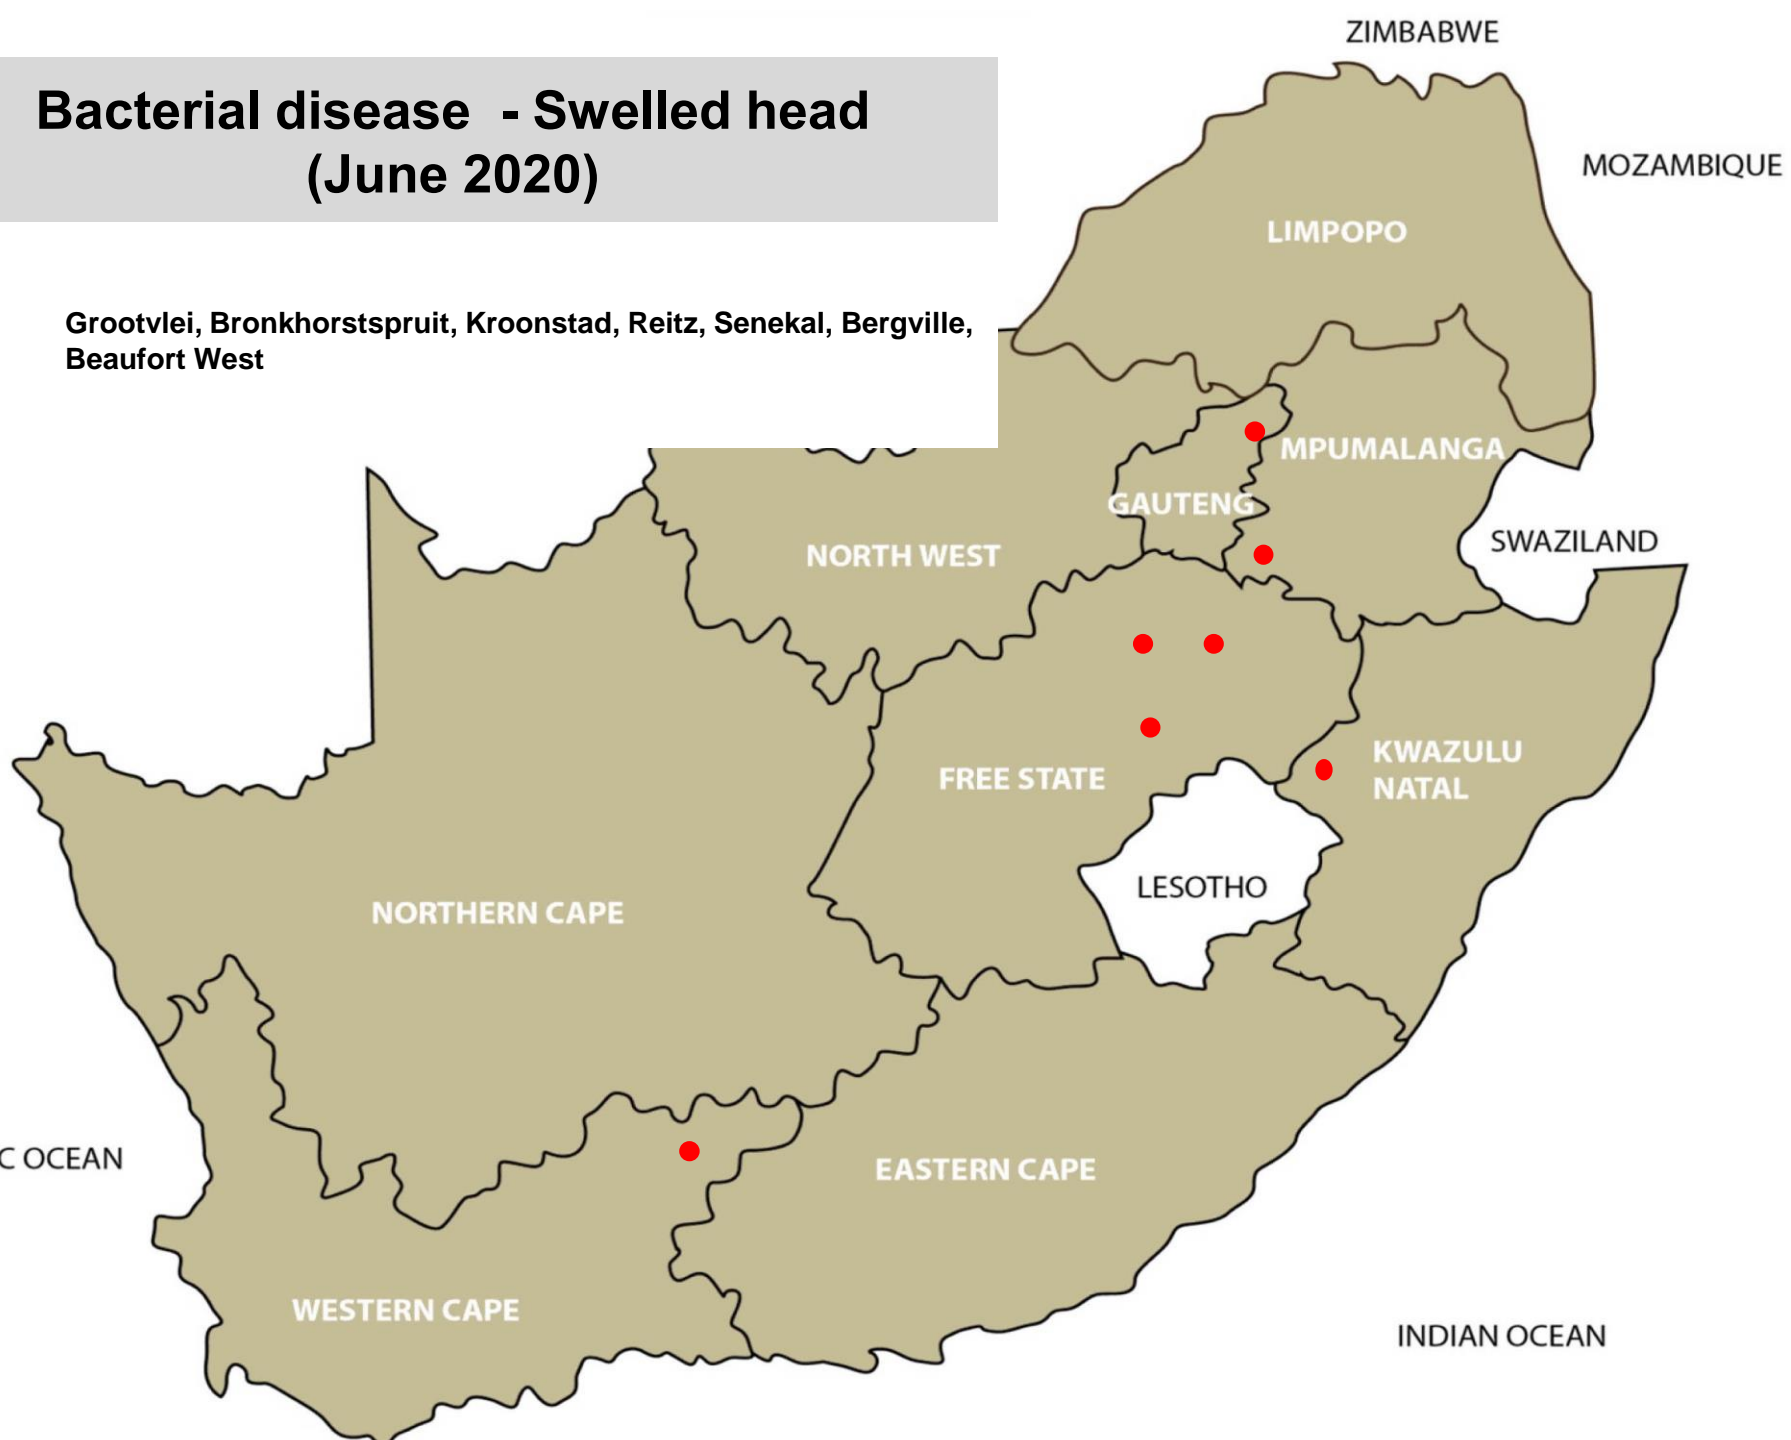 ZIMBABWE
Bacterial disease - Swelled head
(June 2020)
MOZAMBIQUE
LIMPOPO
Grootvlei, Bronkhorstspruit, Kroonstad, Reitz, Senekal, Bergville,
Beaufort West
MPUMALANGA
GAUTENG
SWAZILAND
NORTH WEST
KWAZULU
NATAL
FREE STATE
LESOTHO
NORTHERN CAPE
C OCEAN
EASTERN CAPE
WESTERN CAPE
INDIAN OCEAN